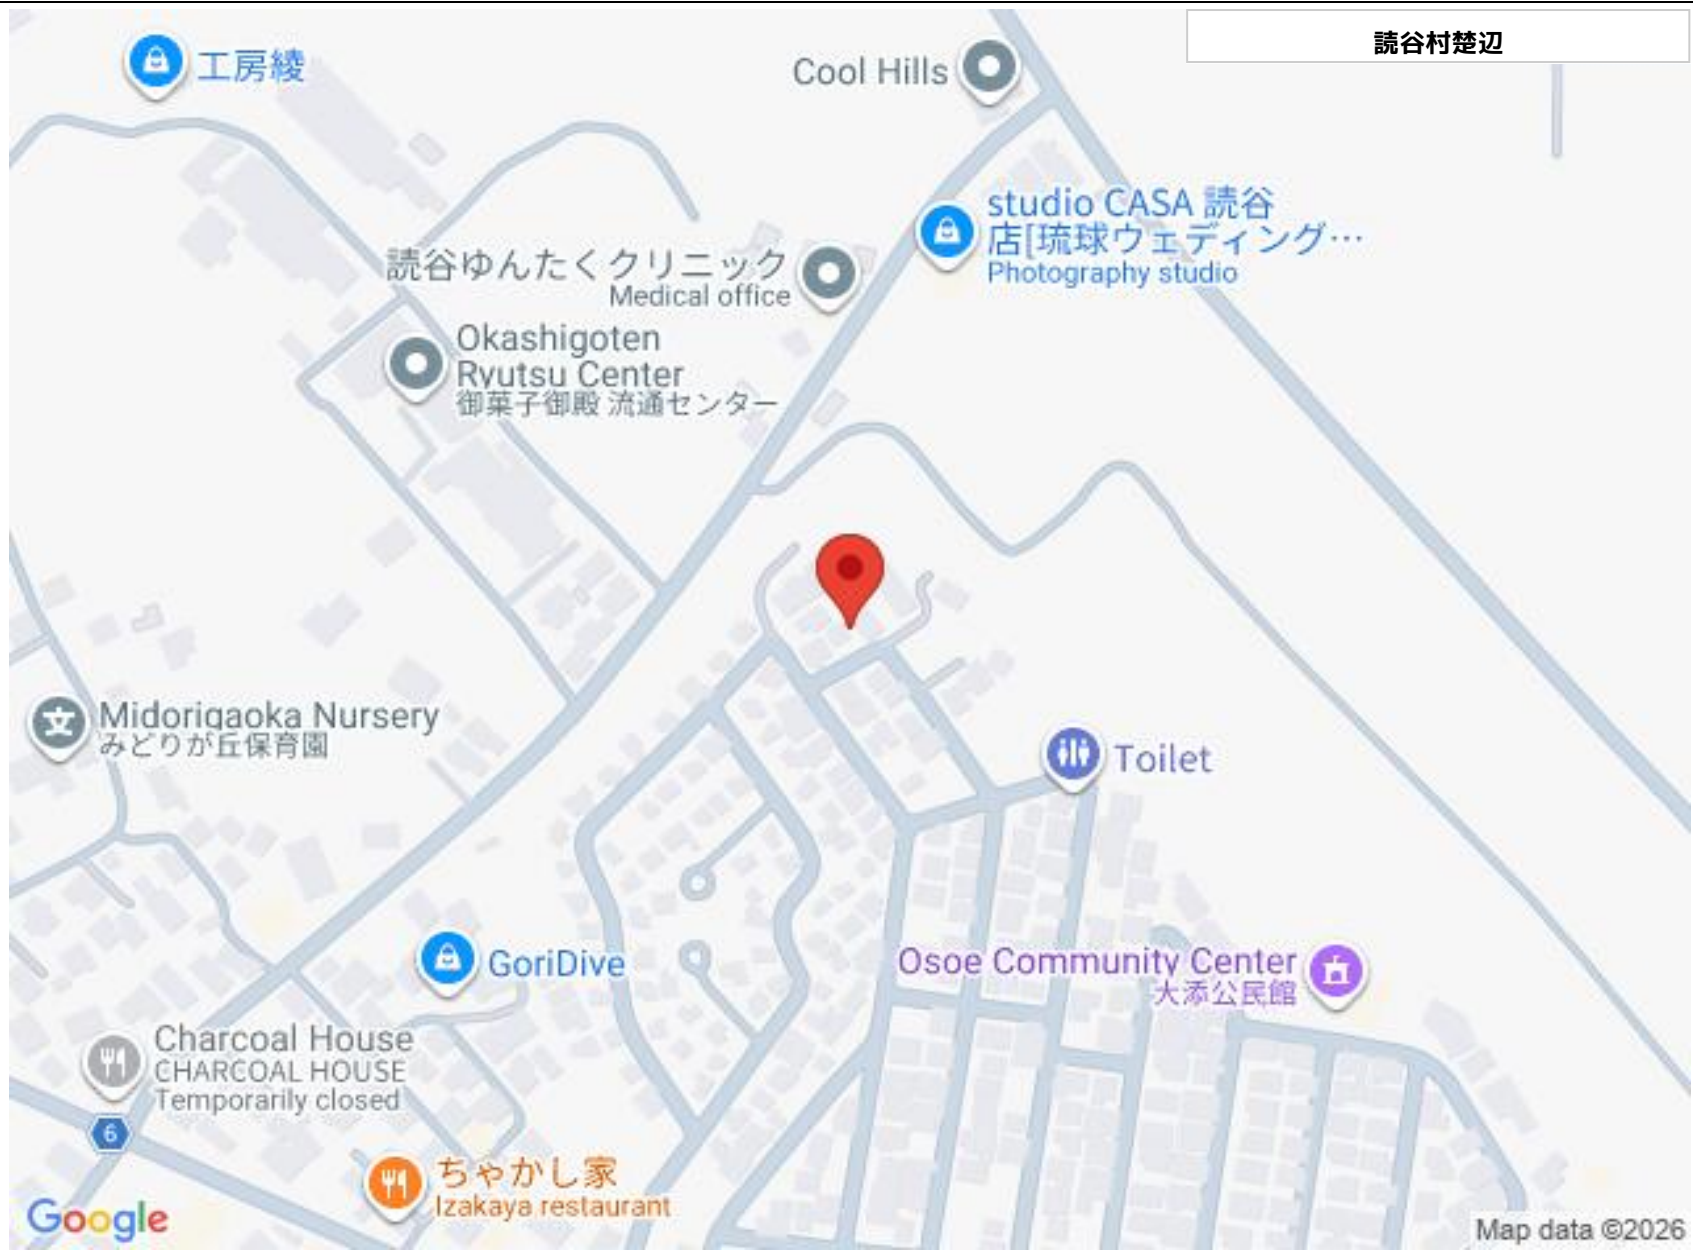 読谷村楚辺
工房綾
Cool Hills
studio CASA 読谷
店[琉球ウェディング…
Photography studio
読谷ゆんたくクリニック
Medical office
Okashigoten
Ryutsu Center
御菓子御殿 流通センター
Midorigaoka Nursery
みどりが丘保育園
Toilet
GoriDive
Osoe Community Center
大添公民館
Charcoal House
CHARCOAL HOUSE
Temporarily closed
6
ちゃかし家
Izakaya restaurant
Google
Map data ©2026